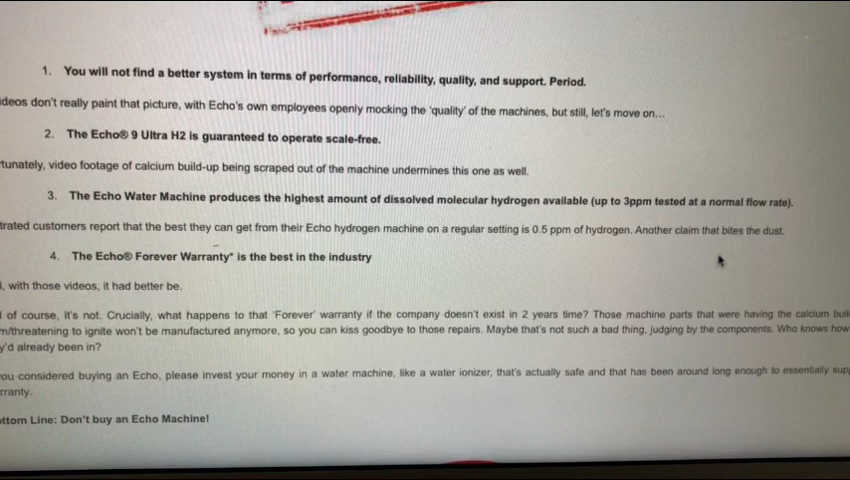 1. You will not find a better system in terms of performance, reliability, quality, and support. Period.
ideos don't really paint that picture, with Echo's own employees openly mocking the 'quality' of the machines, but still, let's move on...
2. The Echo® 9 Ultra H2 is guaranteed to operate scale-free.
rtunately, video footage of calcium build-up being scraped out of the machine undermines this one as well.
3. The Echo Water Machine produces the highest amount of dissolved molecular hydrogen available (up to 3ppm tested at a normal flow rate).
trated customers report that the best they can get from their Echo hydrogen machine on a regular setting is 0.5 ppm of hydrogen. Another claim that bites the dust.
4. The Echo® Forever Warranty* is the best in the industry
, with those videos, it had better be.
of course, it's not. Crucially, what happens to that 'Forever' warranty if the company doesn't exist in 2 years time? Those machine parts that were having the calcium buil
m/threatening to ignite won't be manufactured anymore, so you can kiss goodbye to those repairs. Maybe that's not such a bad thing, judging by the components. Who knows how
y'd already been in?
ou considered buying an Echo, please invest your money in a water machine, like a water ionizer, that's actually safe and that has been around long enough to essentially sup
rranty.
ottom Line: Don't buy an Echo Machine!